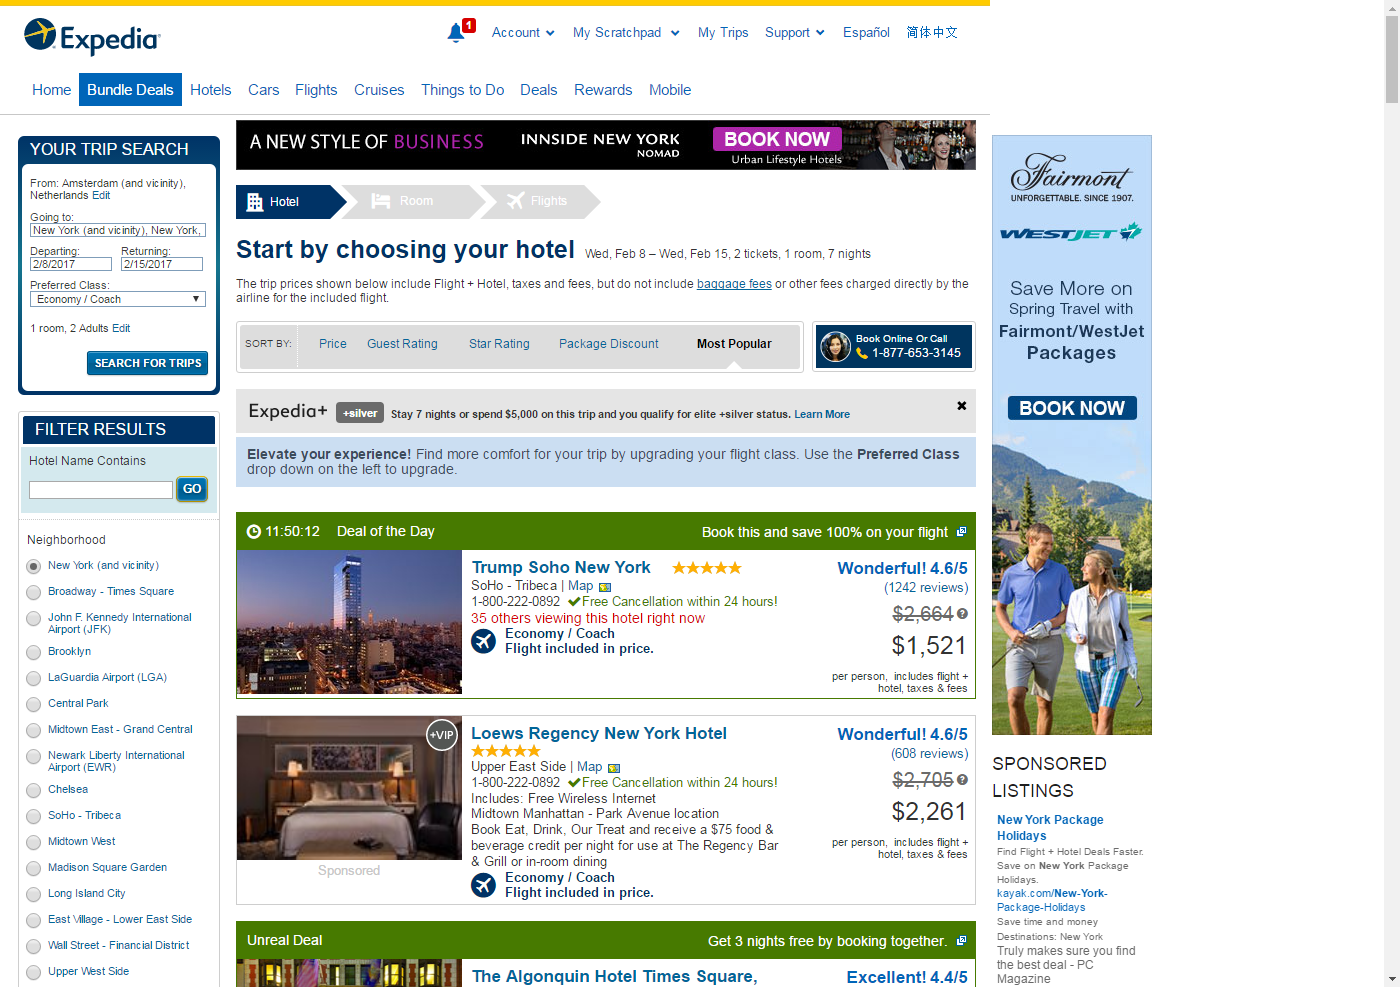 Expedia
1
Account
My Scratchpad
My Trips
Support
Español
简体中文
Home
Bundle Deals
Hotels
Cars
Flights
Cruises
Things to Do
Deals
Rewards
Mobile
YOUR TRIP SEARCH
From: Amsterdam (and vicinity),
Netherlands Edit
Going to:
New York (and vicinity), New York,
Departing:
Returning:
2/8/2017
2/15/2017
Preferred Class:
Economy / Coach
1 room, 2 Adults Edit
SEARCH FOR TRIPS
FILTER RESULTS
Hotel Name Contains
GO
Neighborhood
New York (and vicinity)
Broadway - Times Square
John F. Kennedy International
Airport (JFK)
Brooklyn
LaGuardia Airport (LGA)
Central Park
Midtown East - Grand Central
Newark Liberty International
Airport (EWR)
Chelsea
SoHo - Tribeca
Midtown West
Madison Square Garden
Long Island City
East Village - Lower East Side
Wall Street - Financial District
Upper West Side
A NEW STYLE OF BUSINESS
INNSIDE NEW YORK
NOMAD
BOOK NOW
Urban Lifestyle Hotels
Hotel
Room
Flights
Start by choosing your hotel
Wed, Feb 8 – Wed, Feb 15, 2 tickets, 1 room, 7 nights
The trip prices shown below include Flight + Hotel, taxes and fees, but do not include baggage fees or other fees charged directly by the
airline for the included flight.
SORT BY:
Price
Guest Rating
Star Rating
Package Discount
Most Popular
Book Online Or Call
1-877-653-3145
Expedia+
+silver
Stay 7 nights or spend $5,000 on this trip and you qualify for elite +silver status. Learn More
Elevate your experience! Find more comfort for your trip by upgrading your flight class. Use the Preferred Class
drop down on the left to upgrade.
11:50:12
Deal of the Day
Book this and save 100% on your flight
Trump Soho New York
SoHo - Tribeca | Map
1-800-222-0892
Free Cancellation within 24 hours!
35 others viewing this hotel right now
Economy / Coach
Flight included in price.
Wonderful! 4.6/5
(1242 reviews)
$2,664
$1,521
per person, includes flight +
hotel, taxes & fees
+VIP
Sponsored
Loews Regency New York Hotel
Upper East Side | Map
1-800-222-0892
Free Cancellation within 24 hours!
Includes: Free Wireless Internet
Midtown Manhattan - Park Avenue location
Book Eat, Drink, Our Treat and receive a $75 food &
beverage credit per night for use at The Regency Bar
& Grill or in-room dining
Economy / Coach
Flight included in price.
Wonderful! 4.6/5
(608 reviews)
$2,705
$2,261
per person, includes flight +
hotel, taxes & fees
Unreal Deal
Get 3 nights free by booking together.
The Algonquin Hotel Times Square,
Excellent! 4.4/5
Fairmont
UNFORGETTABLE. SINCE 1907.
WESTJET
Save More on
Spring Travel with
Fairmont/WestJet
Packages
BOOK NOW
SPONSORED
LISTINGS
New York Package
Holidays
Find Flight + Hotel Deals Faster.
Save on New York Package
Holidays.
kayak.com/New-York-
Package-Holidays
Save time and money
Destinations: New York
Truly makes sure you find
the best deal - PC
Magazine